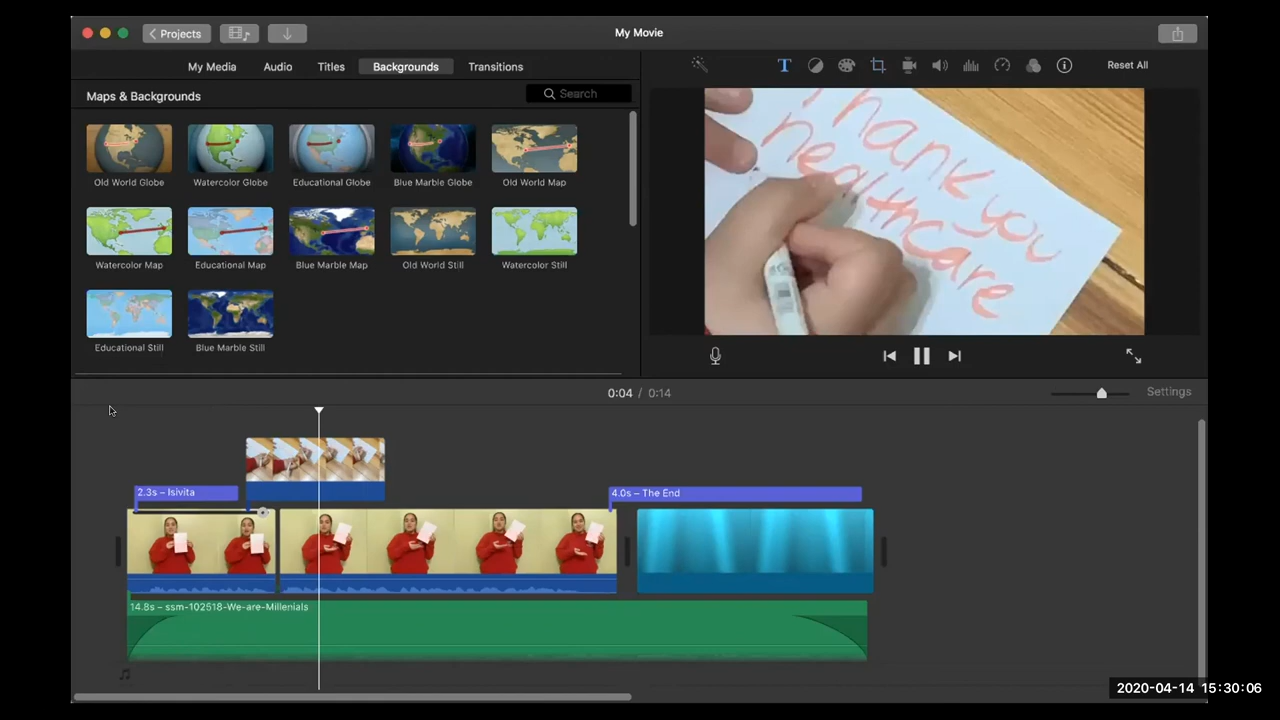 Projects
My Movie
My Media
Audio
Titles
Backgrounds
Transitions
T
Reset All
Maps & Backgrounds
Search
Old World Globe
Watercolor Globe
Educational Globe
Blue Marble Globe
Old World Map
Watercolor Map
Educational Map
Blue Marble Map
Old World Still
Watercolor Still
Educational Still
Blue Marble Still
Thank you
healthcare
0:04 / 0:14
Settings
2.3s – Isivita
4.0s – The End
14.8s – ssm-102518-We-are-Millenials
2020-04-14 15:30:06